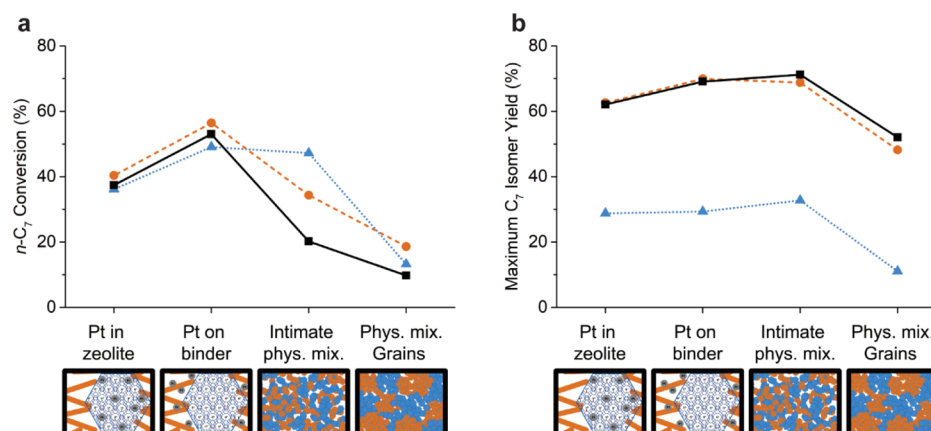 a
80
60
40
20
0
n-C7 Conversion (%)
Pt in
zeolite
Pt on
binder
Intimate
phys. mix.
Phys. mix.
Grains
b
80
60
40
20
0
Maximum C7 Isomer Yield (%)
Pt in
zeolite
Pt on
binder
Intimate
phys. mix.
Phys. mix.
Grains